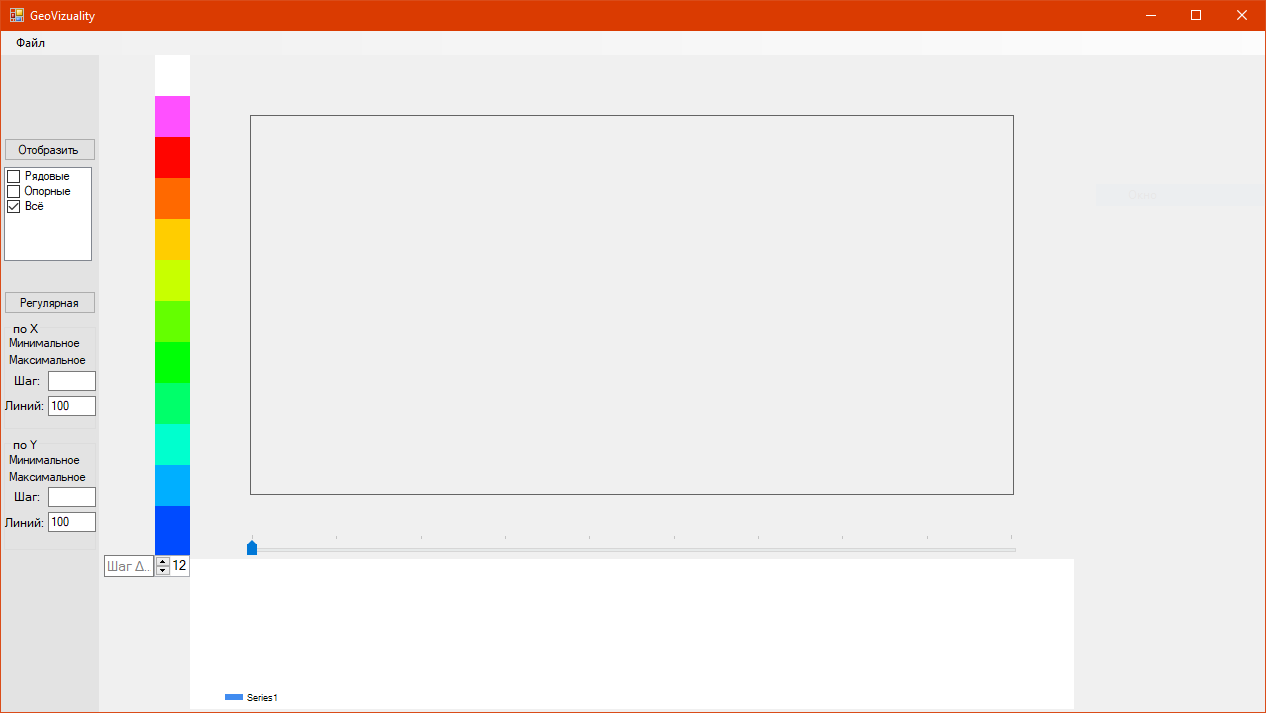 GeoVizuality
Файл
Отобразить
Рядовые
Опорные
Всё
Регулярная
по X
Минимальное
Максимальное
Шаг:
Линий: 100
по Y
Минимальное
Максимальное
Шаг:
Линий: 100
Шаг Д.. 12
Series1